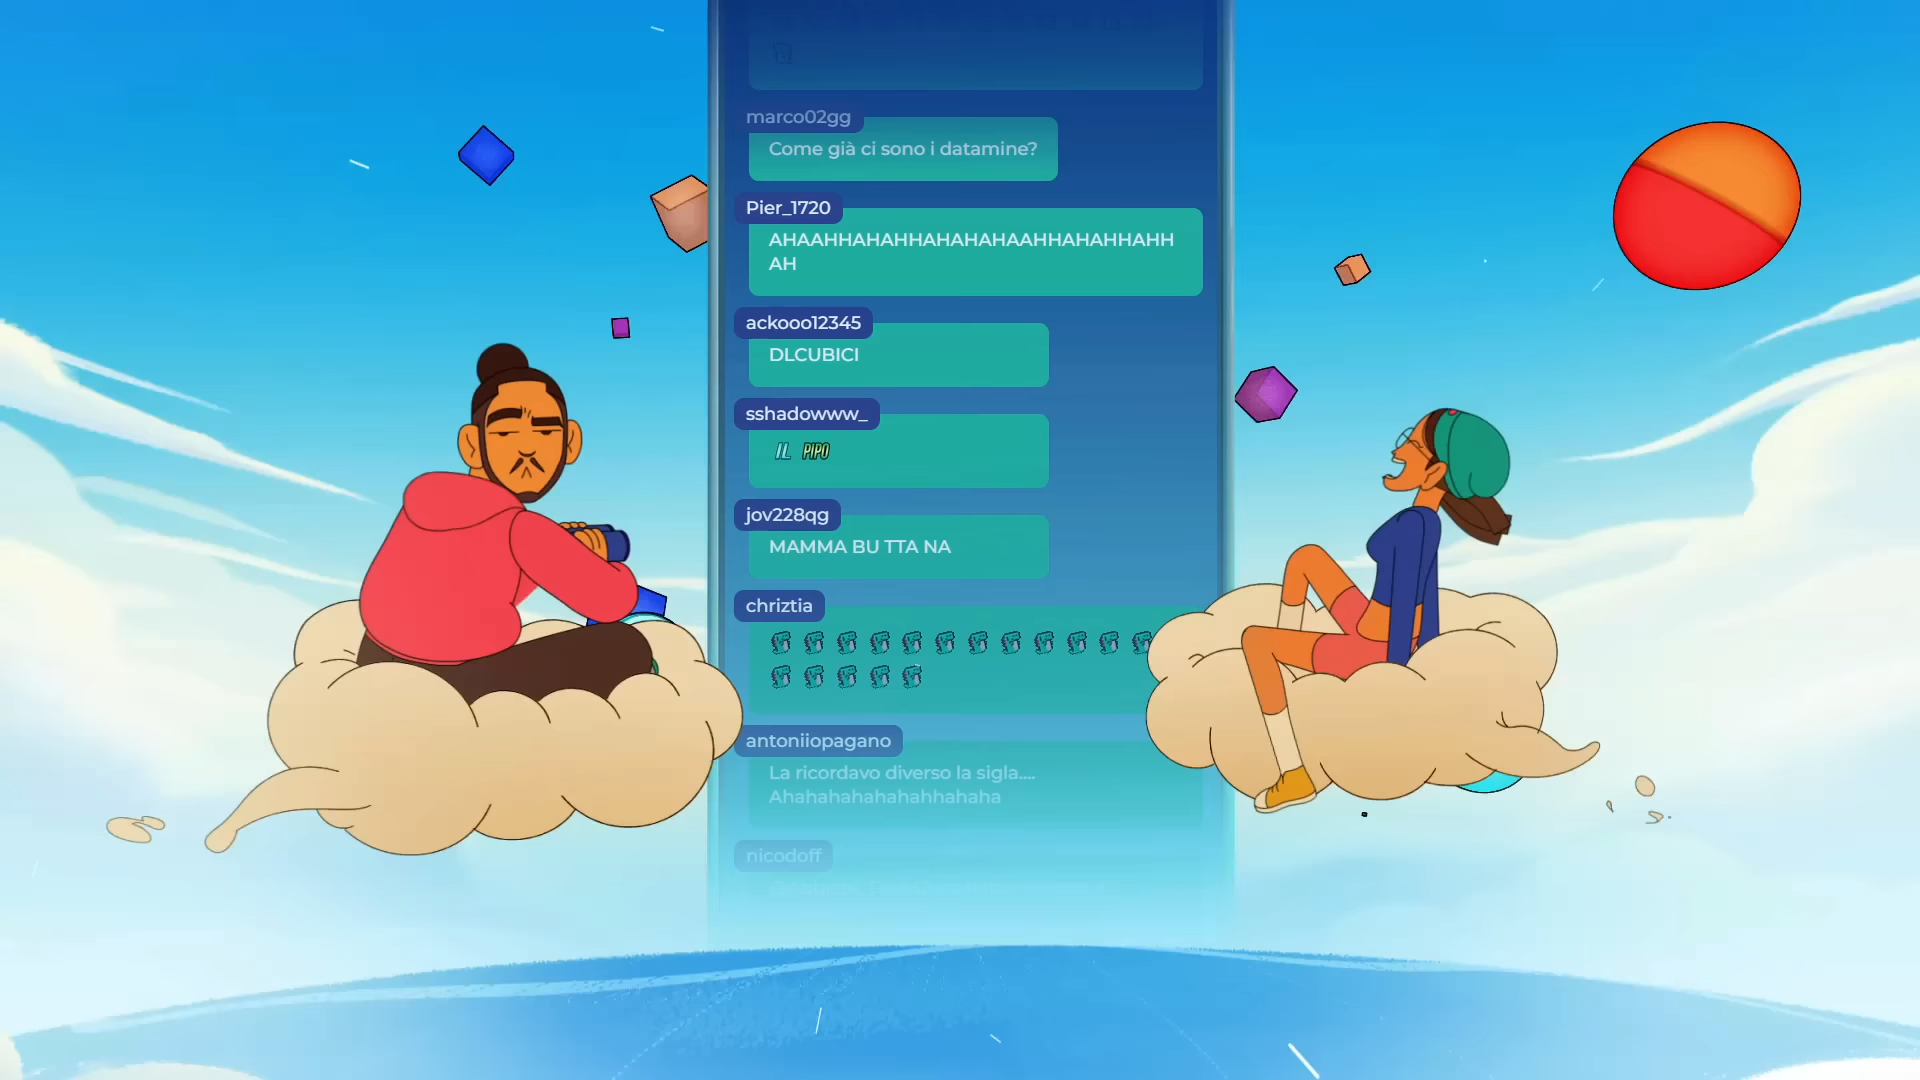 marco02gg
Come già ci sono i datamine?
Pier_1720
AHAAHHAHAHHAHAHAHAAHHAHAHHAHH
AH
ackooo12345
DLCUBICI
sshadowww_
IL PIPO
jov228qg
MAMMA BU TTA NA
chriztia
antoniiopagano
La ricordavo diverso la sigla....
Ahahahahahahahhahaha
nicodoff